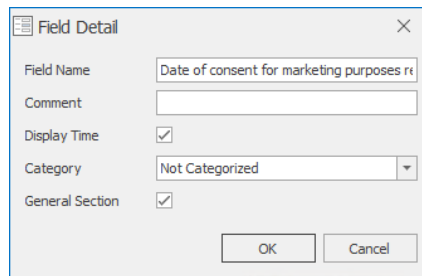 Field Detail
Field Name Date of consent for marketing purposes
Comment
Display Time
Category Not Categorized
General Section
OK Cancel